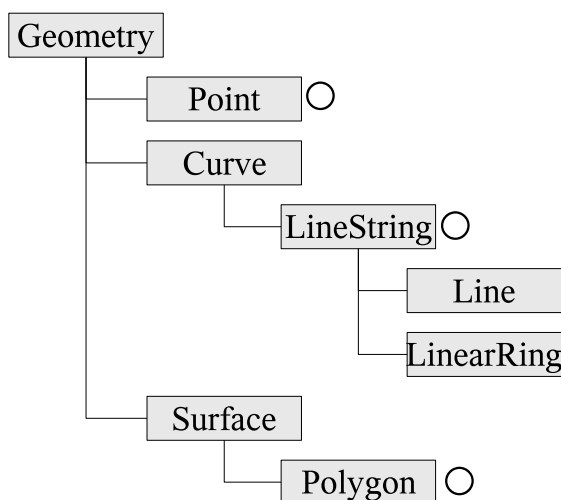 Geometry
Point
Curve
LineString
Line
LinearRing
Surface
Polygon